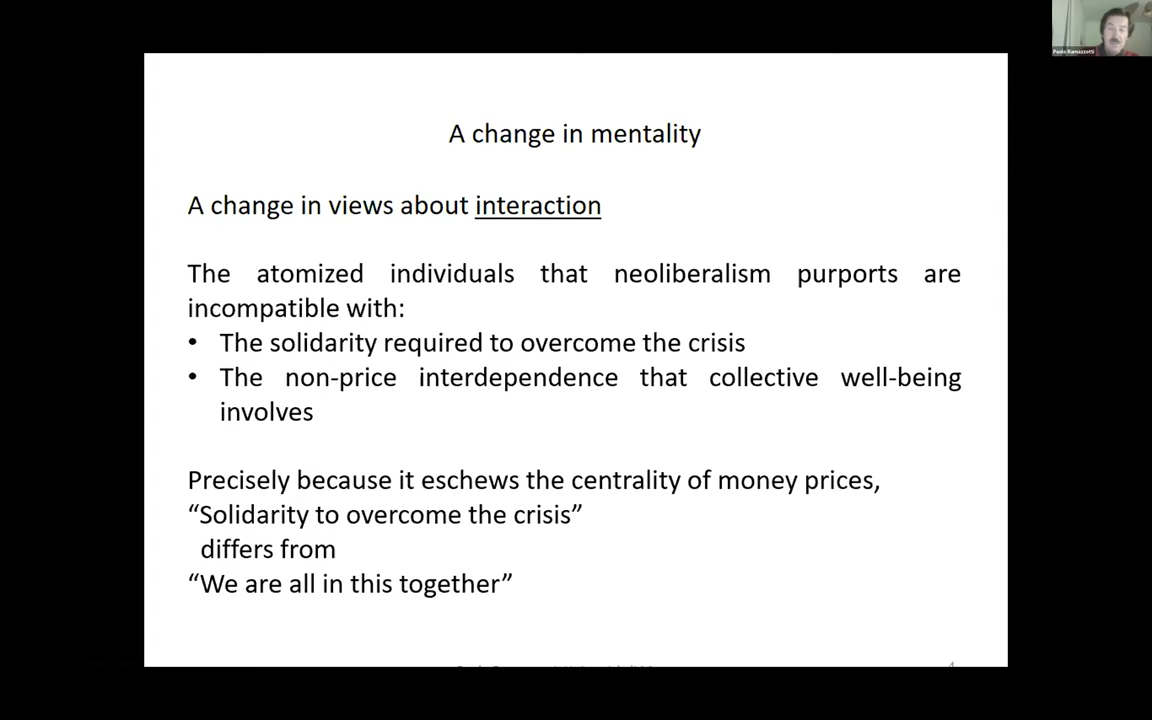 Paolo Ramazzotti
A change in mentality
A change in views about interaction
The atomized individuals that neoliberalism purports are
incompatible with:
• The solidarity required to overcome the crisis
• The non-price interdependence that collective well-being
involves
Precisely because it eschews the centrality of money prices,
“Solidarity to overcome the crisis”
differs from
“We are all in this together”